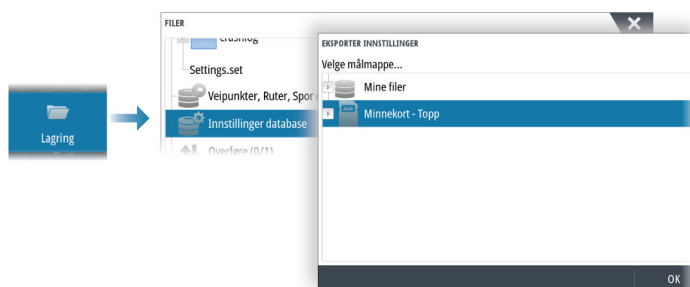 FILER
crashlog
Settings.set
Veipunkter, Ruter, Spor
Innstillinger database
Overføre (0/1)
Lagring
EKSPORTER INNSTILLINGER
Velge målmappe...
Mine filer
Minnekort - Topp
OK